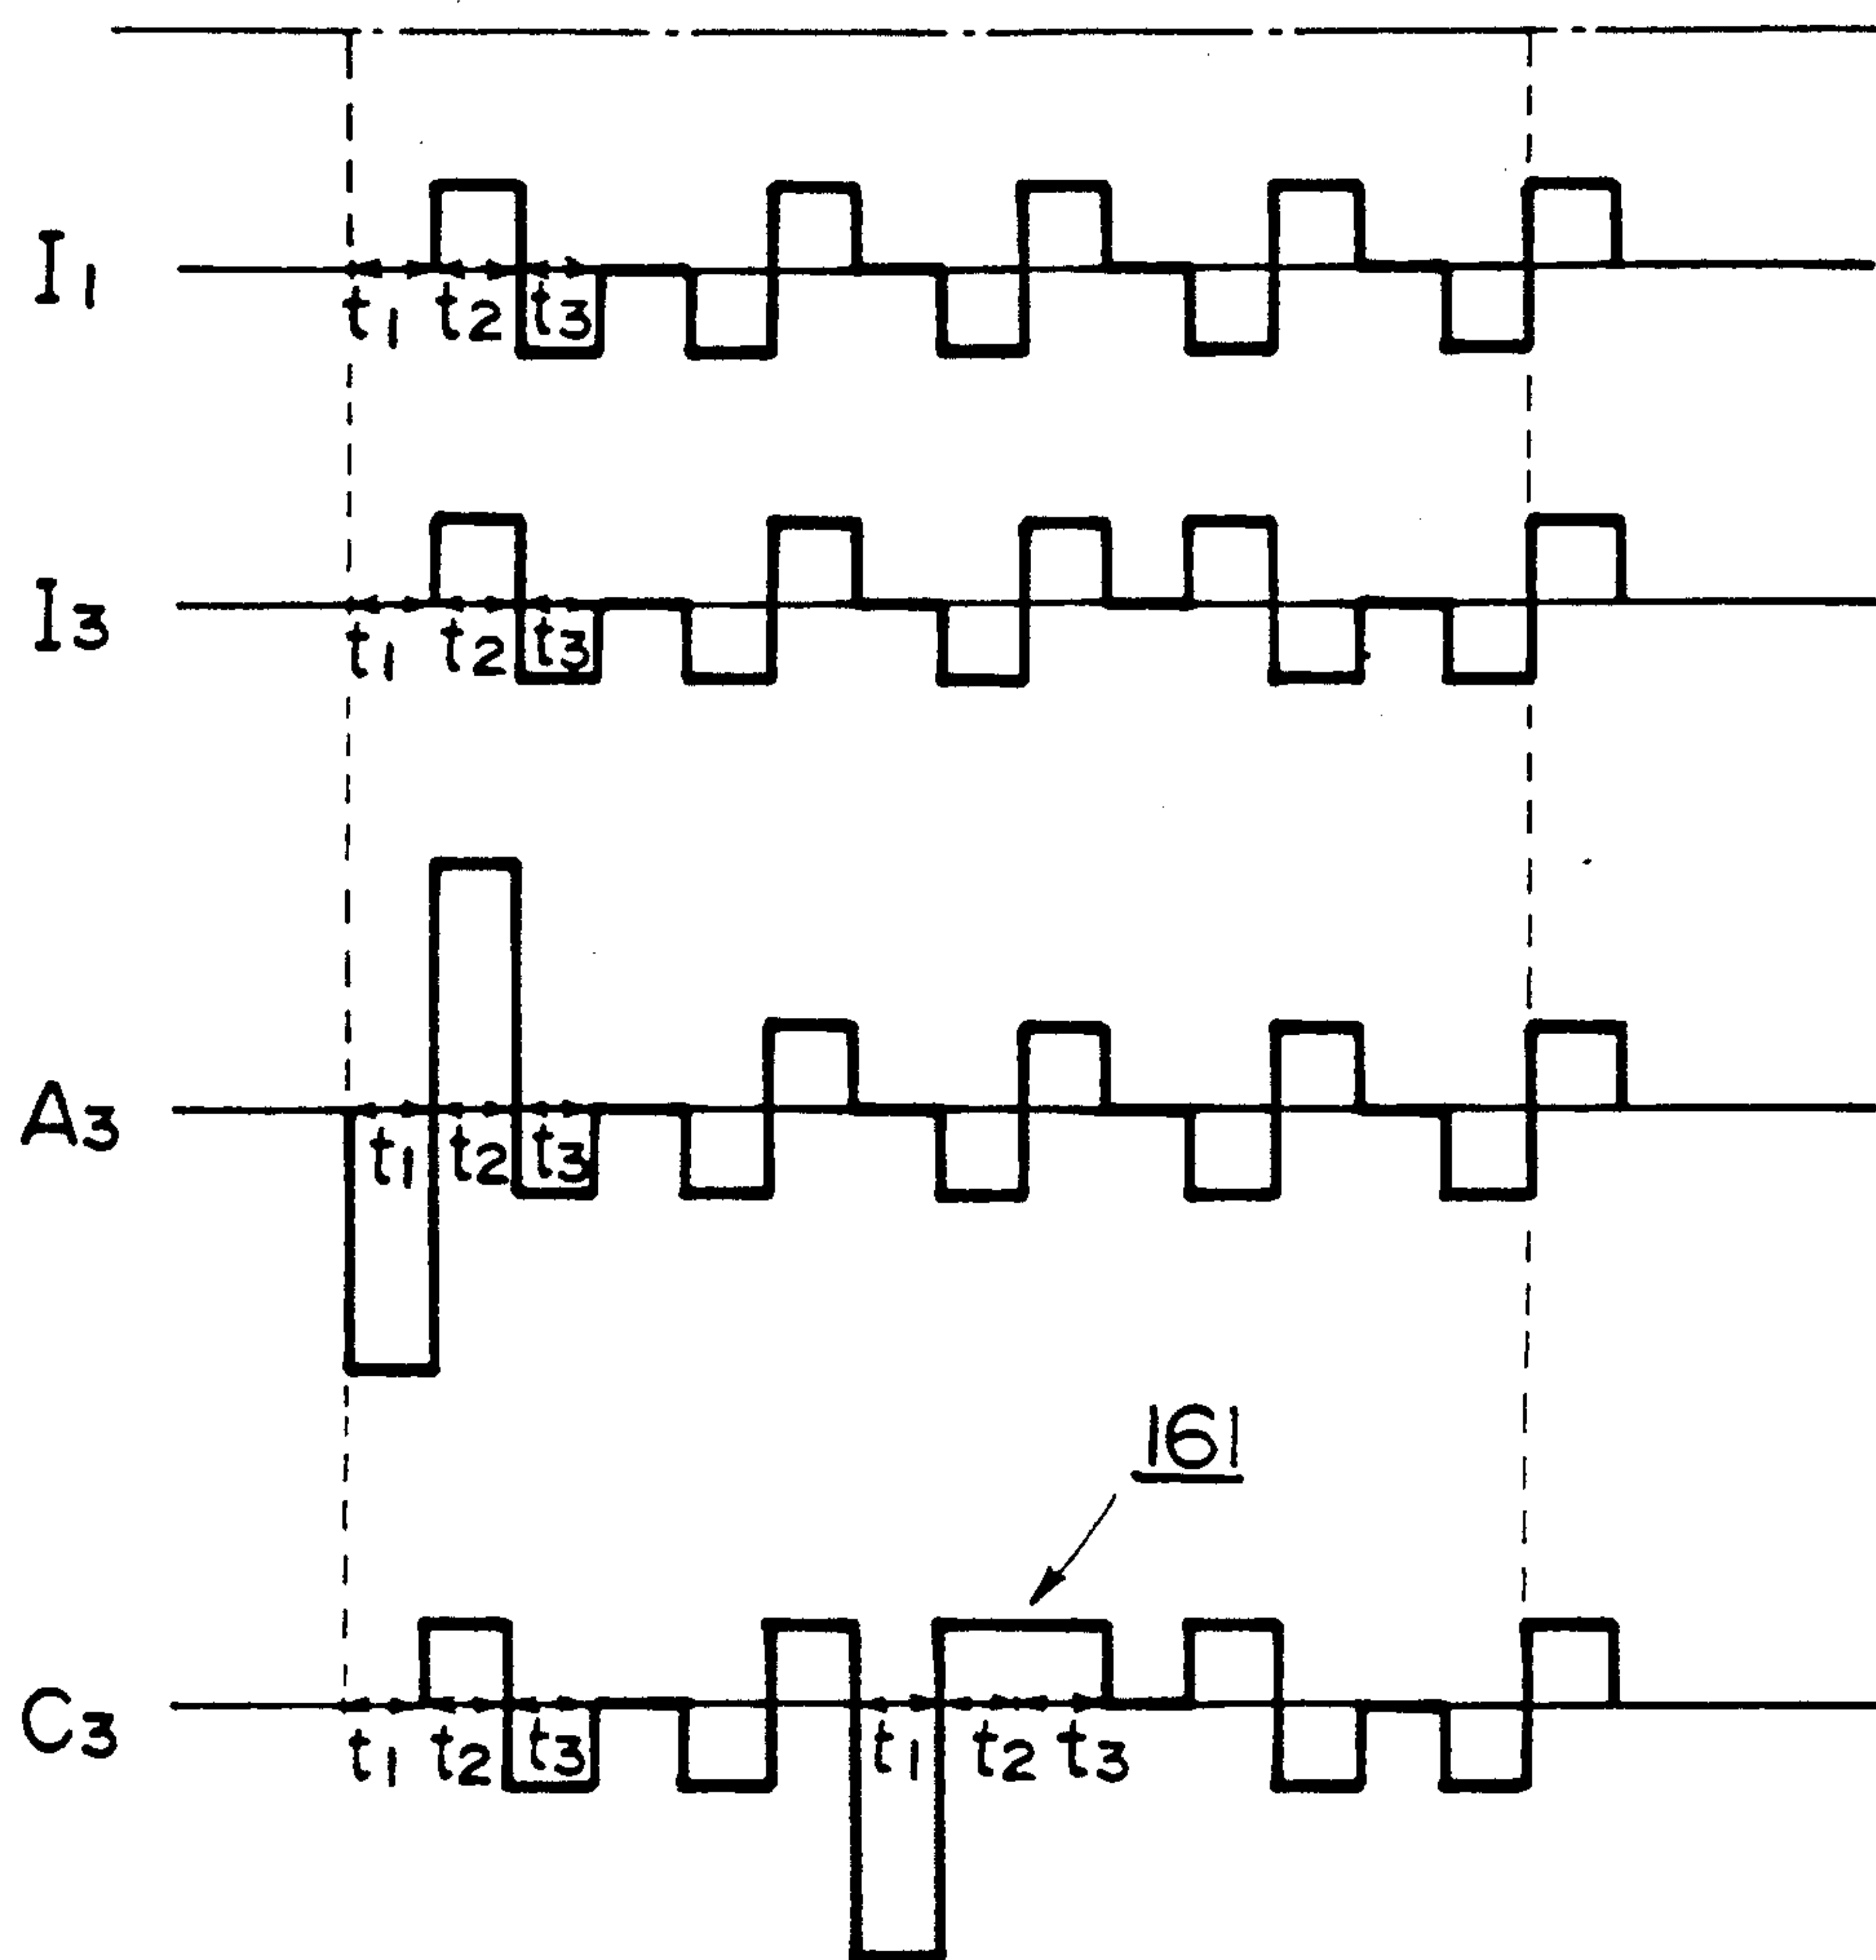 I₁
t₁ t₂ t₃
I₃
t₁ t₂ t₃
A₃
t₁ t₂ t₃
161
C₃
t₁ t₂ t₃ t₁ t₂ t₃